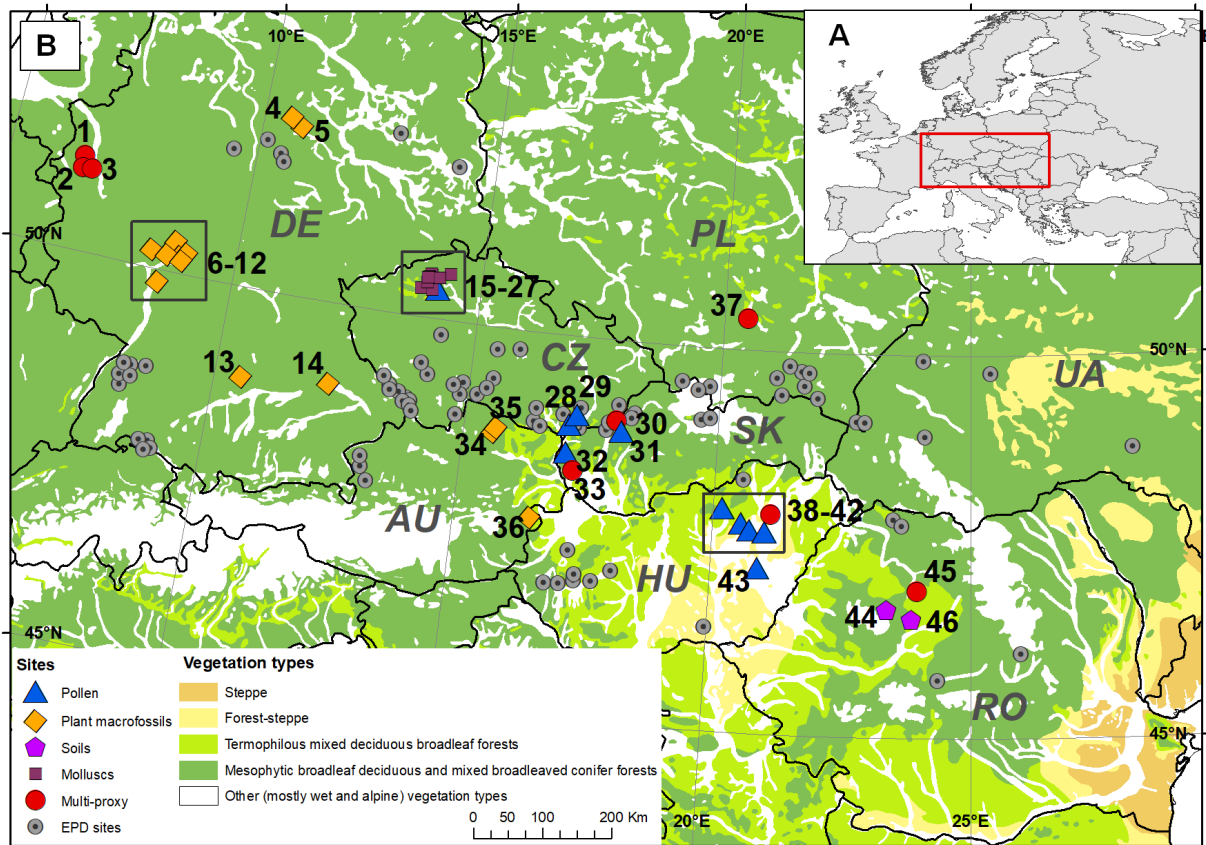 B
10°E
15°E
20°E
A
4
5
1
2
3
DE
PL
50°N
6-12
15-27
37
50°N
CZ
UA
13
14
29
28
35
30
SK
34
31
32
33
38-42
AU
36
43
HU
45
44
46
45°N
RO
45°N
20°E
25°E
Sites
Pollen
Plant macrofossils
Soils
Molluscs
Multi-proxy
EPD sites
Vegetation types
Steppe
Forest-steppe
Termophilous mixed deciduous broadleaf forests
Mesophytic broadleaf deciduous and mixed broadleaved conifer forests
Other (mostly wet and alpine) vegetation types
0 50 100 200 Km